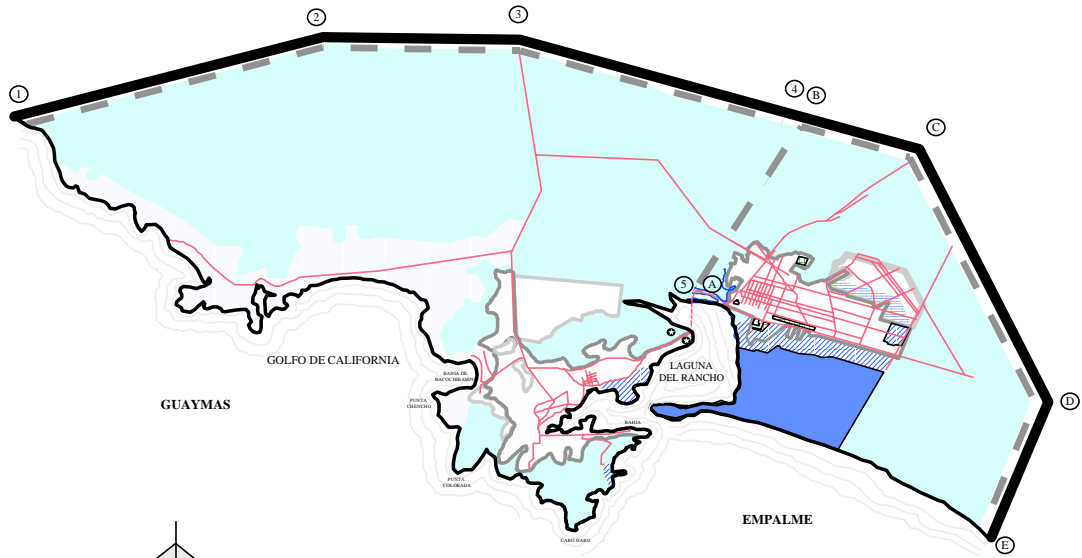 1
2
3
4
B
C
5
A
GOLFO DE CALIFORNIA
LAGUNA
DEL RANCHO
BAHIA DE
BACOCHIBAMPO
GUAYMAS
PUNTA
CHENCHO
D
BAHIA
PUNTA
COLORADA
EMPALME
CABO HARO
E